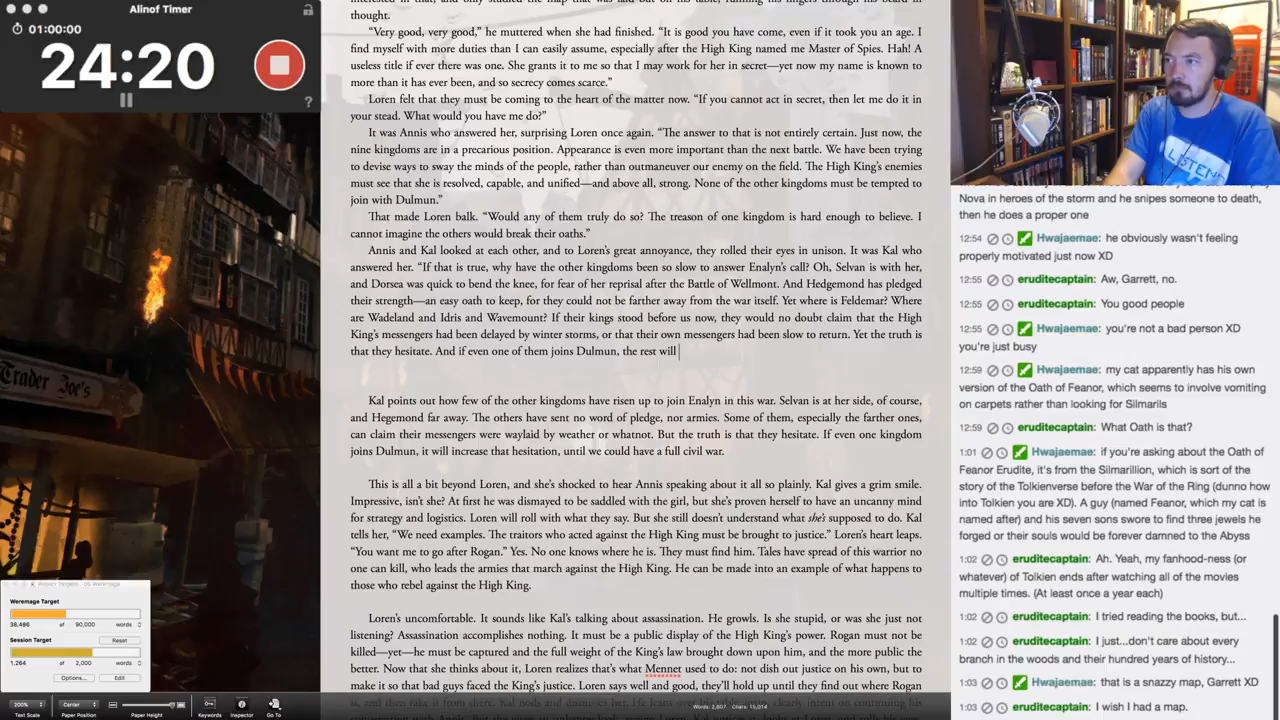 Alinof Timer
01:00:00
24:20
?
Trader Joe's
thought.
“Very good, very good,” he muttered when she had finished. “It is good you have come, even if it took you an age. I
find myself with more duties than I can easily assume, especially after the High King named me Master of Spies. Hah! A
useless title if ever there was one. She grants it to me so that I may work for her in secret—yet now my name is known to
more than it has ever been, and so secrecy comes scarce.”
Loren felt that they must be coming to the heart of the matter now. “If you cannot act in secret, then let me do it in
your stead. What would you have me do?”
It was Annis who answered her, surprising Loren once again. “The answer to that is not entirely certain. Just now, the
nine kingdoms are in a precarious position. Appearance is even more important than the next battle. We have been trying
to devise ways to sway the minds of the people, rather than outmaneuver our enemy on the field. The High King’s enemies
must see that she is resolved, capable, and unified—and above all, strong. None of the other kingdoms must be tempted to
join with Dulmun.”
That made Loren balk. “Would any of them truly do so? The treason of one kingdom is hard enough to believe. I
cannot imagine the others would break their oaths.”
Annis and Kal looked at each other, and to Loren’s great annoyance, they rolled their eyes in unison. It was Kal who
answered her. “If that is true, why have the other kingdoms been so slow to answer Enalyn’s call? Oh, Selvan is with her,
and Dorsea was quick to bend the knee, for fear of her reprisal after the Battle of Wellmont. And Hedgemond has pledged
their strength—an easy oath to keep, for they could not be farther away from the war itself. Yet where is Feldemar? Where
are Wadeland and Idris and Wavemount? If their kings stood before us now, they would no doubt claim that the High
King’s messengers had been delayed by winter storms, or that their own messengers had been slow to return. Yet the truth is
that they hesitate. And if even one of them joins Dulmun, the rest will
Kal points out how few of the other kingdoms have risen up to join Enalyn in this war. Selvan is at her side, of course,
and Hegemond far away. The others have sent no word of pledge, nor armies. Some of them, especially the farther ones,
can claim their messengers were waylaid by weather or whatnot. But the truth is that they hesitate. If even one kingdom
joins Dulmun, it will increase that hesitation, until we could have a full civil war.
This is all a bit beyond Loren, and she’s shocked to hear Annis speaking about it all so plainly. Kal gives a grim smile.
Impressive, isn’t she? At first he was dismayed to be saddled with the girl, but she’s proven herself to have an uncanny mind
for strategy and logistics. Loren will roll with what they say. But she still doesn’t understand what she’s supposed to do. Kal
tells her, “We need examples. The traitors who acted against the High King must be brought to justice.” Loren’s heart leaps.
“You want me to go after Rogan.” Yes. No one knows where he is. They must find him. Tales have spread of this warrior no
one can kill, who leads the armies that march against the High King. He can be made into an example of what happens to
those who rebel against the High King.
Loren’s uncomfortable. It sounds like Kal’s talking about assassination. He growls. Is she stupid, or was she just not
listening? Assassination accomplishes nothing. It must be a public display of the High King’s power. Rogan must not be
killed—yet—he must be captured and the full weight of the King’s law brought down upon him, and the more public the
better. Now that she thinks about it, Loren realizes that’s what Mennet used to do: not dish out justice on his own, but to
make it so that bad guys faced the King’s justice. Loren says well and good, they’ll hold up until they find out where Rogan
Words: 2,607 Chars: 15,014
Weremage Target
38,486 of 90,000 words
Session Target Reset
1,264 of 2,000 words
Options... Edit
200% Center
Text Scale Paper Position Paper Height Keywords Inspector Go To
LISTEN
Nova in heroes of the storm and he snipes someone to death,
then he does a proper one
12:54 Hwajaemae: he obviously wasn't feeling
properly motivated just now XD
12:55 eruditecaptain: Aw, Garrett, no.
12:55 eruditecaptain: You good people
12:55 Hwajaemae: you're not a bad person XD
you're just busy
12:59 Hwajaemae: my cat apparently has his own
version of the Oath of Feanor, which seems to involve vomiting
on carpets rather than looking for Silmarils
12:59 eruditecaptain: What Oath is that?
1:01 Hwajaemae: if you're asking about the Oath of
Feanor Erudite, it's from the Silmarillion, which is sort of the
story of the Tolkienverse before the War of the Ring (dunno how
into Tolkien you are XD). A guy (named Feanor, which my cat is
named after) and his seven sons swore to find three jewels he
forged or their souls would be forever damned to the Abyss
1:02 eruditecaptain: Ah. Yeah, my fanhood-ness (or
whatever) of Tolkien ends after watching all of the movies
multiple times. (At least once a year each)
1:02 eruditecaptain: I tried reading the books, but...
1:02 eruditecaptain: I just...don't care about every
branch in the woods and their hundred years of history...
1:03 Hwajaemae: that is a snazzy map, Garrett XD
1:03 eruditecaptain: I wish I had a map.